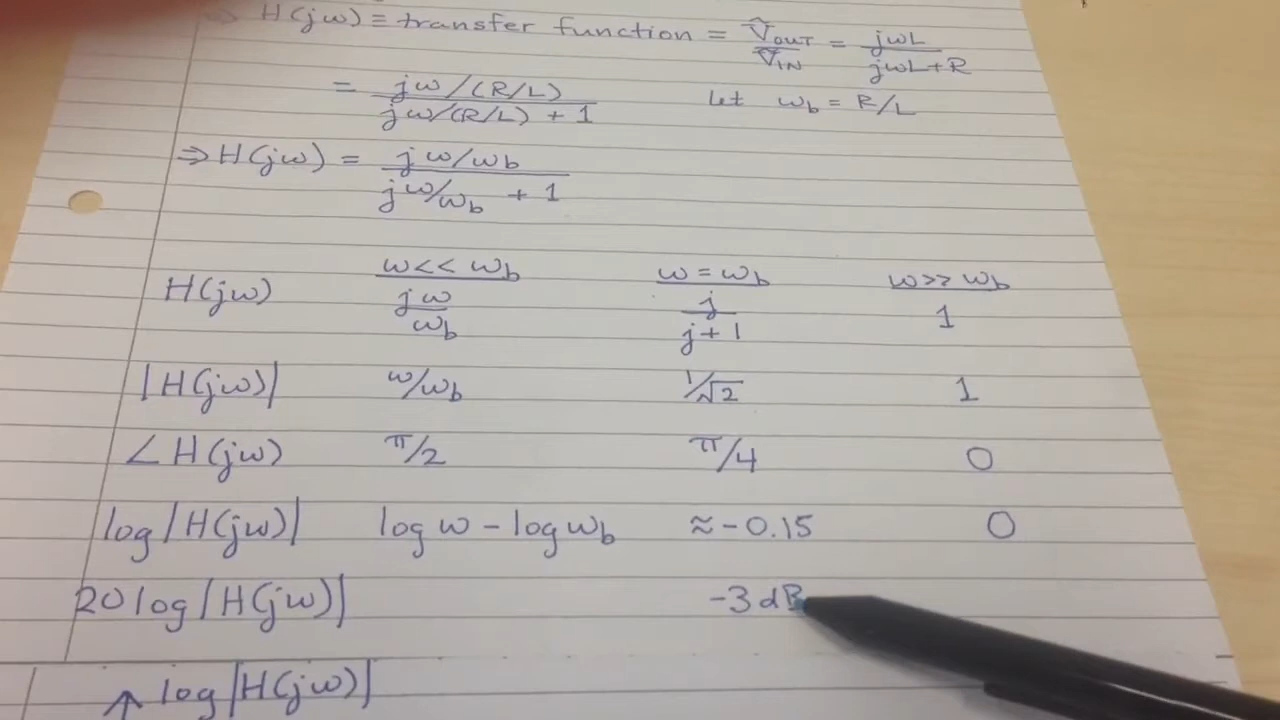 ⇒ H(jω) = transfer function = V̂OUT/V̂IN = jωL/(jωL+R)
= (jω/(R/L))/(jω/(R/L) + 1) Let ωb = R/L
⇒ H(jω) = (jω/ωb)/(jω/ωb + 1)
ω<<ωb ω=ωb ω>>ωb
H(jω) jω/ωb j/(j+1) 1
|H(jω)| ω/ωb 1/√2 1
∠H(jω) π/2 π/4 0
log|H(jω)| log ω - log ωb ≈ -0.15 0
20 log|H(jω)| -3 dB
↑ log|H(jω)|